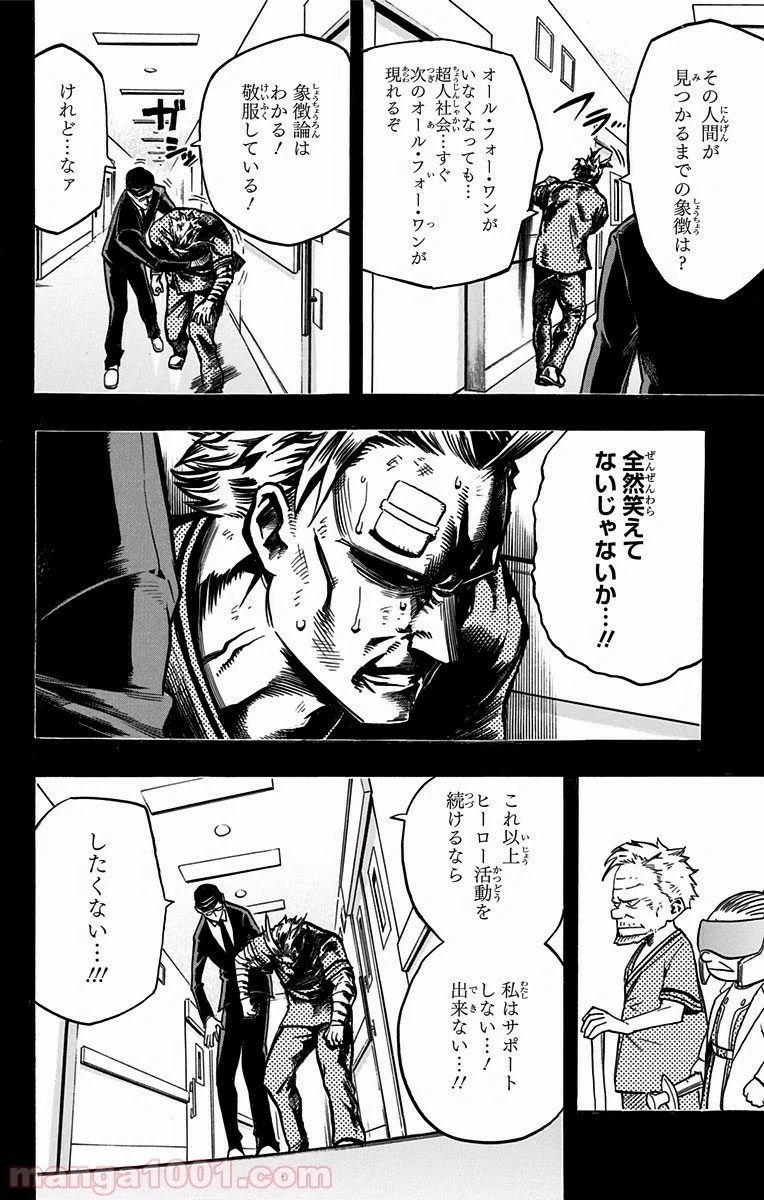 その人間が
見つかるまでの象徴は?
オール・フォー・ワンが
いなくなっても…
超人社会…すぐ
次のオール・フォー・ワンが
現れるぞ
ガッ
象徴論は
わかる!
敬服している!
けれど…なァ
全然笑えて
ないじゃないか…!!
これ以上
ヒーロー活動を
続けるなら
私はサポート
しない…!
出来ない…!!
したくない…!!!
manga1001.com